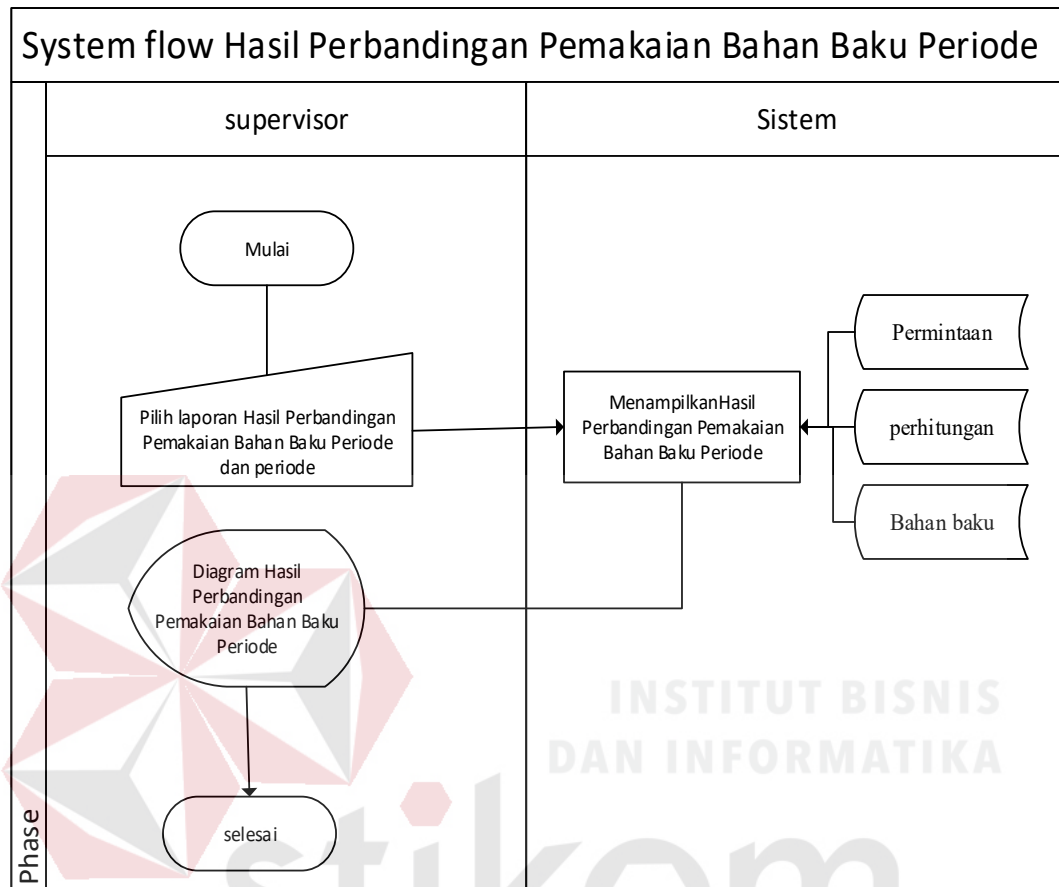 System flow Hasil Perbandingan Pemakaian Bahan Baku Periode
supervisor
Sistem
Mulai
Pilih laporan Hasil Perbandingan
Pemakaian Bahan Baku Periode
dan periode
MenampilkanHasil
Perbandingan Pemakaian
Bahan Baku Periode
Permintaan
perhitungan
Bahan baku
Diagram Hasil
Perbandingan
Pemakaian Bahan Baku
Periode
selesai
Phase
INSTITUT BISNIS
DAN INFORMATIKA
stikom